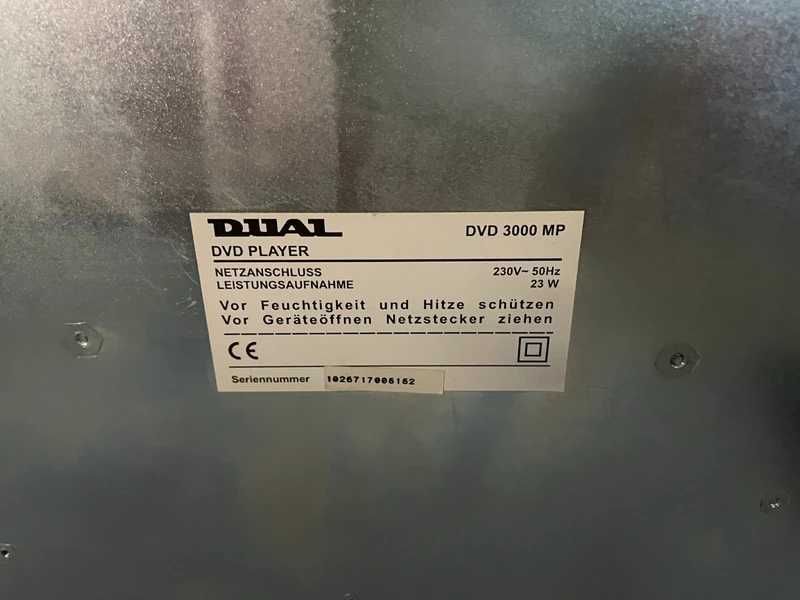 DUAL DVD 3000 MP
DVD PLAYER
NETZANSCHLUSS 230V~ 50Hz
LEISTUNGSAUFNAHME 23 W
Vor Feuchtigkeit und Hitze schützen
Vor Geräteöffnen Netzstecker ziehen
CE
Seriennummer 1026717006162